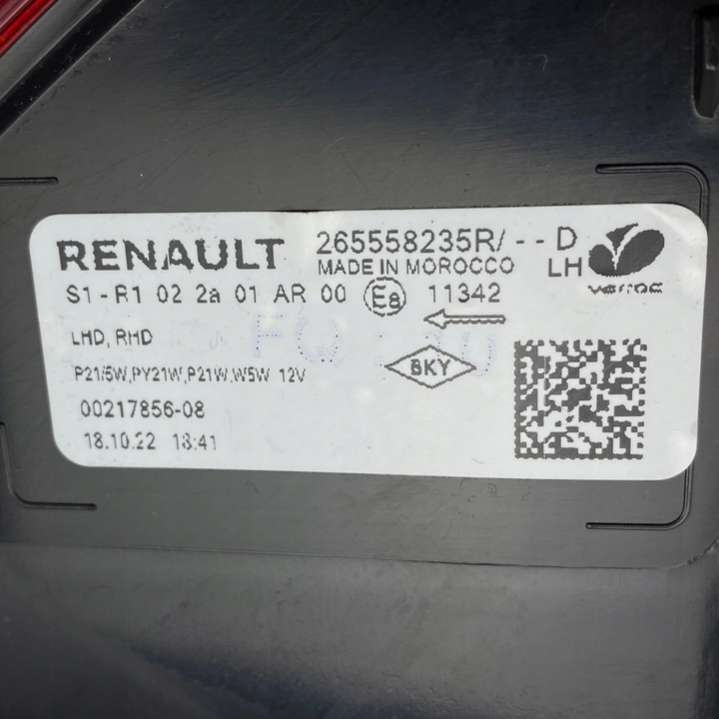 RENAULT 265558235R/ - - D
MADE IN MOROCCO LH
S1 - R1 02 2a 01 AR 00 E8 11342
LHD, RHD
P21/5W,PY21W,P21W,W5W 12V
BKY
00217856-08
18.10.22 18:41